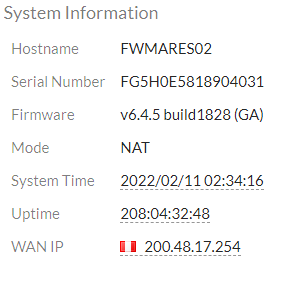 System Information
Hostname FWMARES02
Serial Number FG5H0E5818904031
Firmware v6.4.5 build1828 (GA)
Mode NAT
System Time 2022/02/11 02:34:16
Uptime 208:04:32:48
WAN IP 200.48.17.254